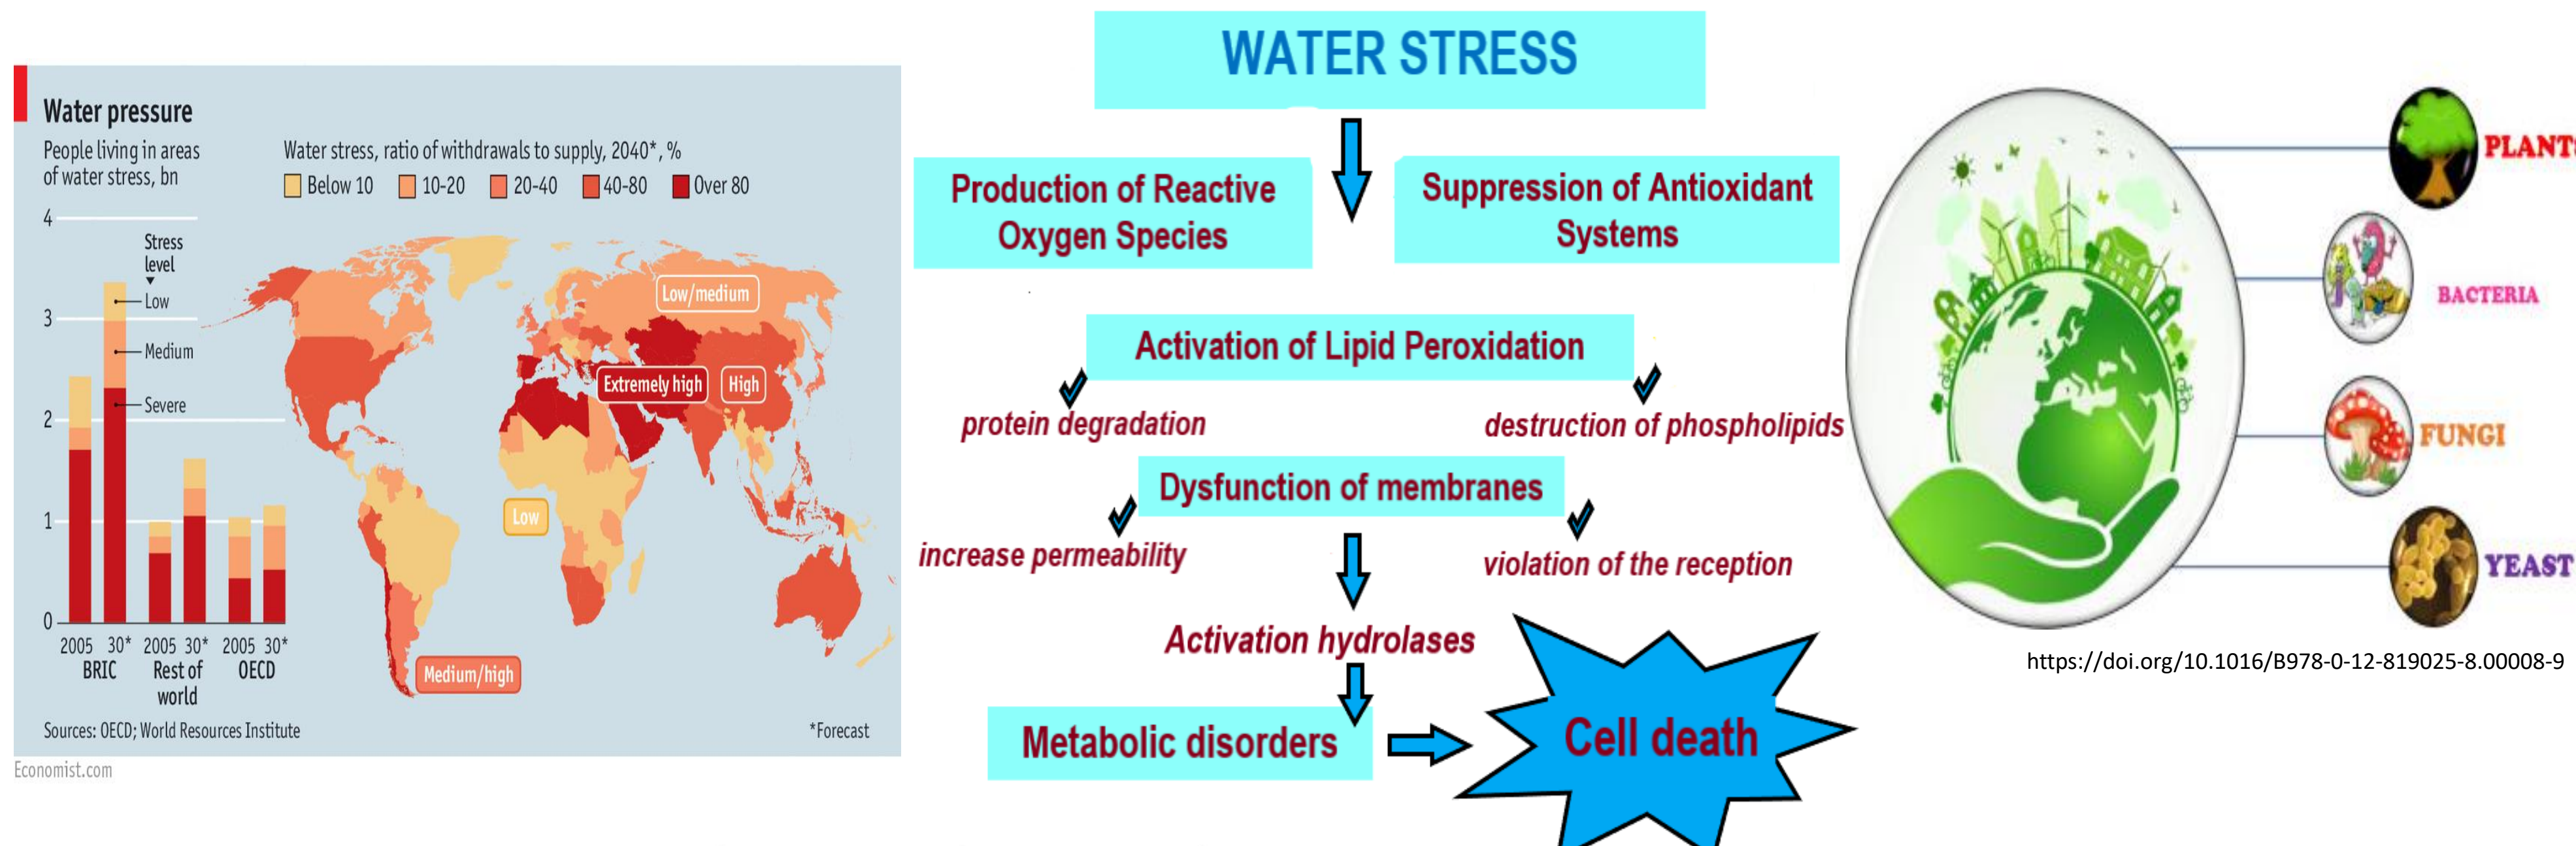 Water pressure
People living in areas
of water stress, bn
Water stress, ratio of withdrawals to supply, 2040*, %
Below 10 10-20 20-40 40-80 Over 80
4
Stress
level
Low
3
Medium
Severe
2
1
0
2005 30* 2005 30* 2005 30*
BRIC Rest of OECD
world
Low/medium
Extremely high
High
Low
Medium/high
Sources: OECD; World Resources Institute
*Forecast
Economist.com
WATER STRESS
Production of Reactive
Oxygen Species
Suppression of Antioxidant
Systems
Activation of Lipid Peroxidation
protein degradation
destruction of phospholipids
Dysfunction of membranes
increase permeability
violation of the reception
Activation hydrolases
Metabolic disorders
Cell death
PLANTS
BACTERIA
FUNGI
YEAST
https://doi.org/10.1016/B978-0-12-819025-8.00008-9